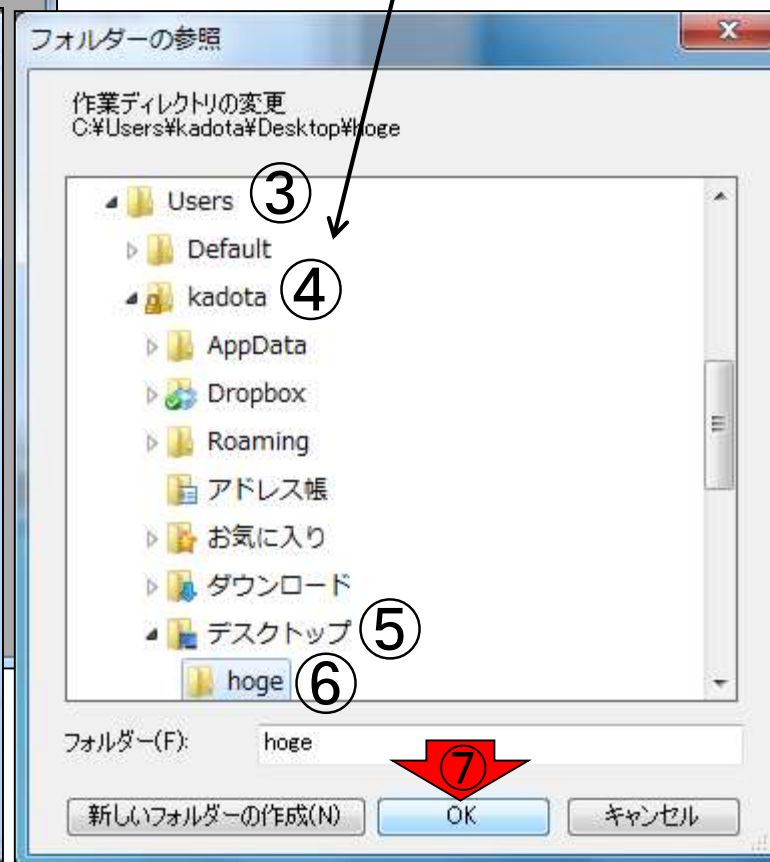 フォルダーの参照
作業ディレクトリの変更
C:¥Users¥kadota¥Desktop¥hoge
Users ③
Default
kadota ④
AppData
Dropbox
Roaming
アドレス帳
お気に入り
ダウンロード
デスクトップ ⑤
hoge ⑥
フォルダー(F): hoge
⑦
新しいフォルダーの作成(N) OK キャンセル